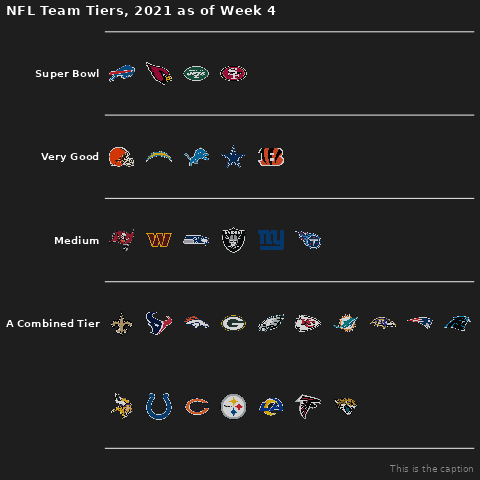 NFL Team Tiers, 2021 as of Week 4
Super Bowl
Very Good
Medium
A Combined Tier
This is the caption